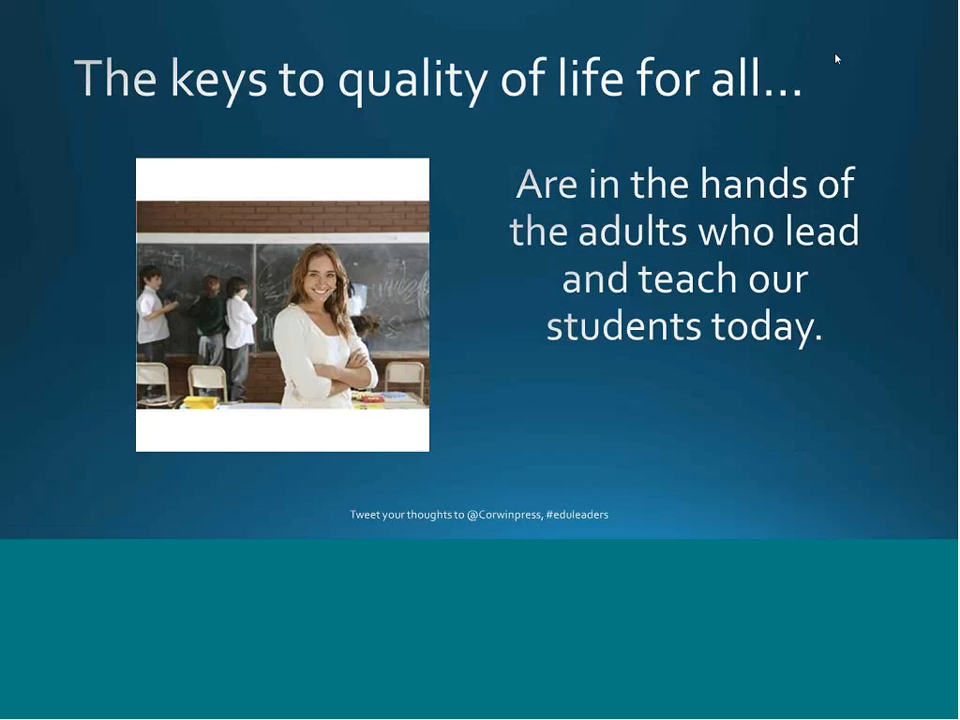 The keys to quality of life for all...
Are in the hands of
the adults who lead
and teach our
students today.
Tweet your thoughts to @Corwinpress, #eduleaders